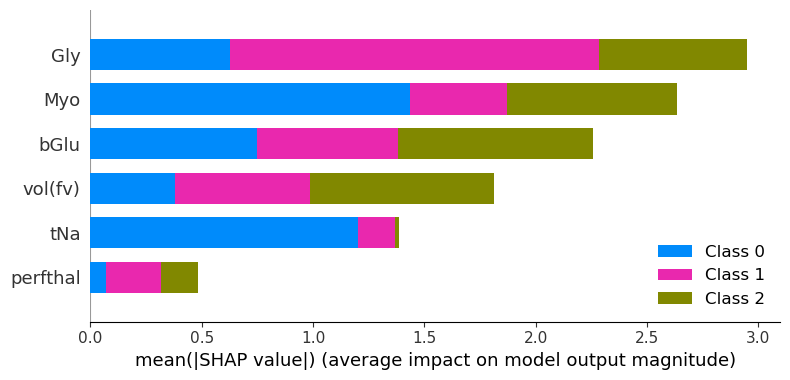 Gly
Myo
bGlu
vol(fv)
tNa
perfthal
Class 0
Class 1
Class 2
0.0 0.5 1.0 1.5 2.0 2.5 3.0
mean(|SHAP value|) (average impact on model output magnitude)